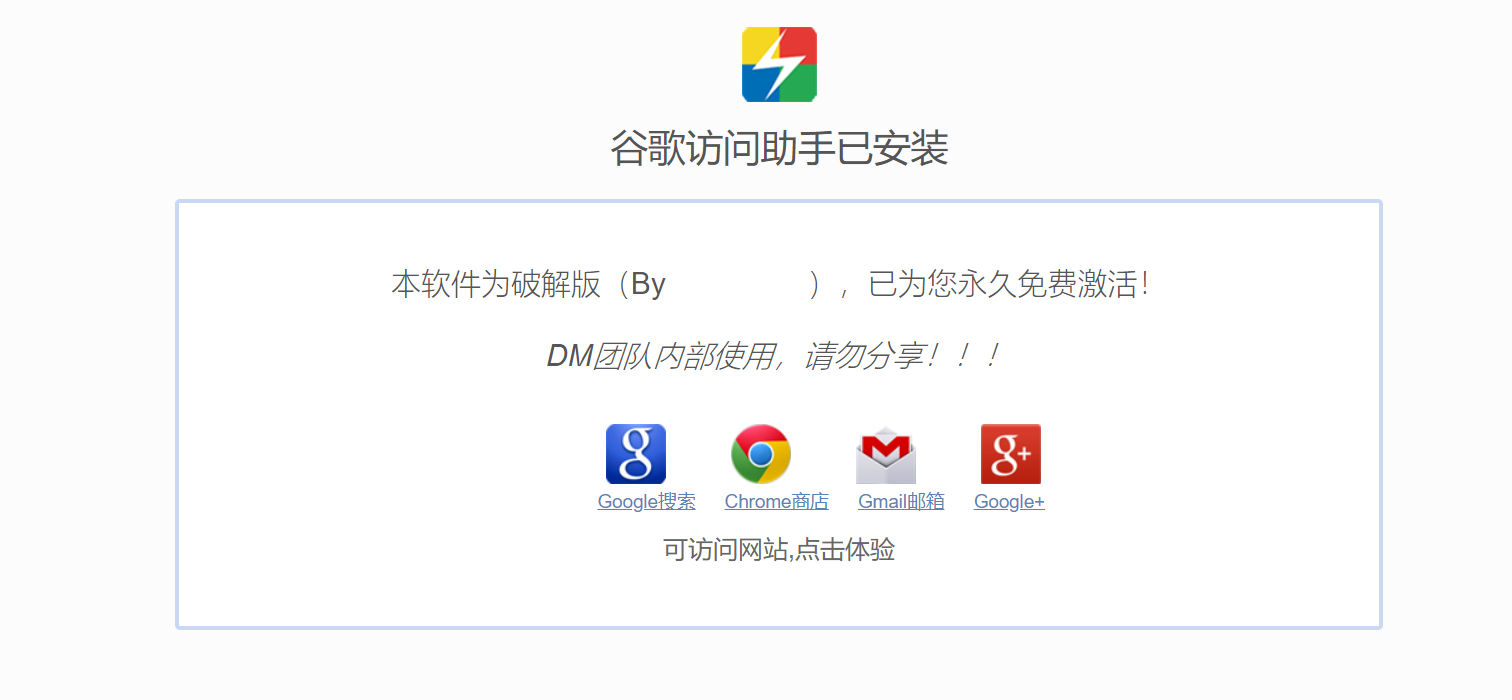 谷歌访问助手已安装
本软件为破解版（By ），已为您永久免费激活！
DM团队内部使用，请勿分享！！！
Google搜索 Chrome商店 Gmail邮箱 Google+
可访问网站,点击体验